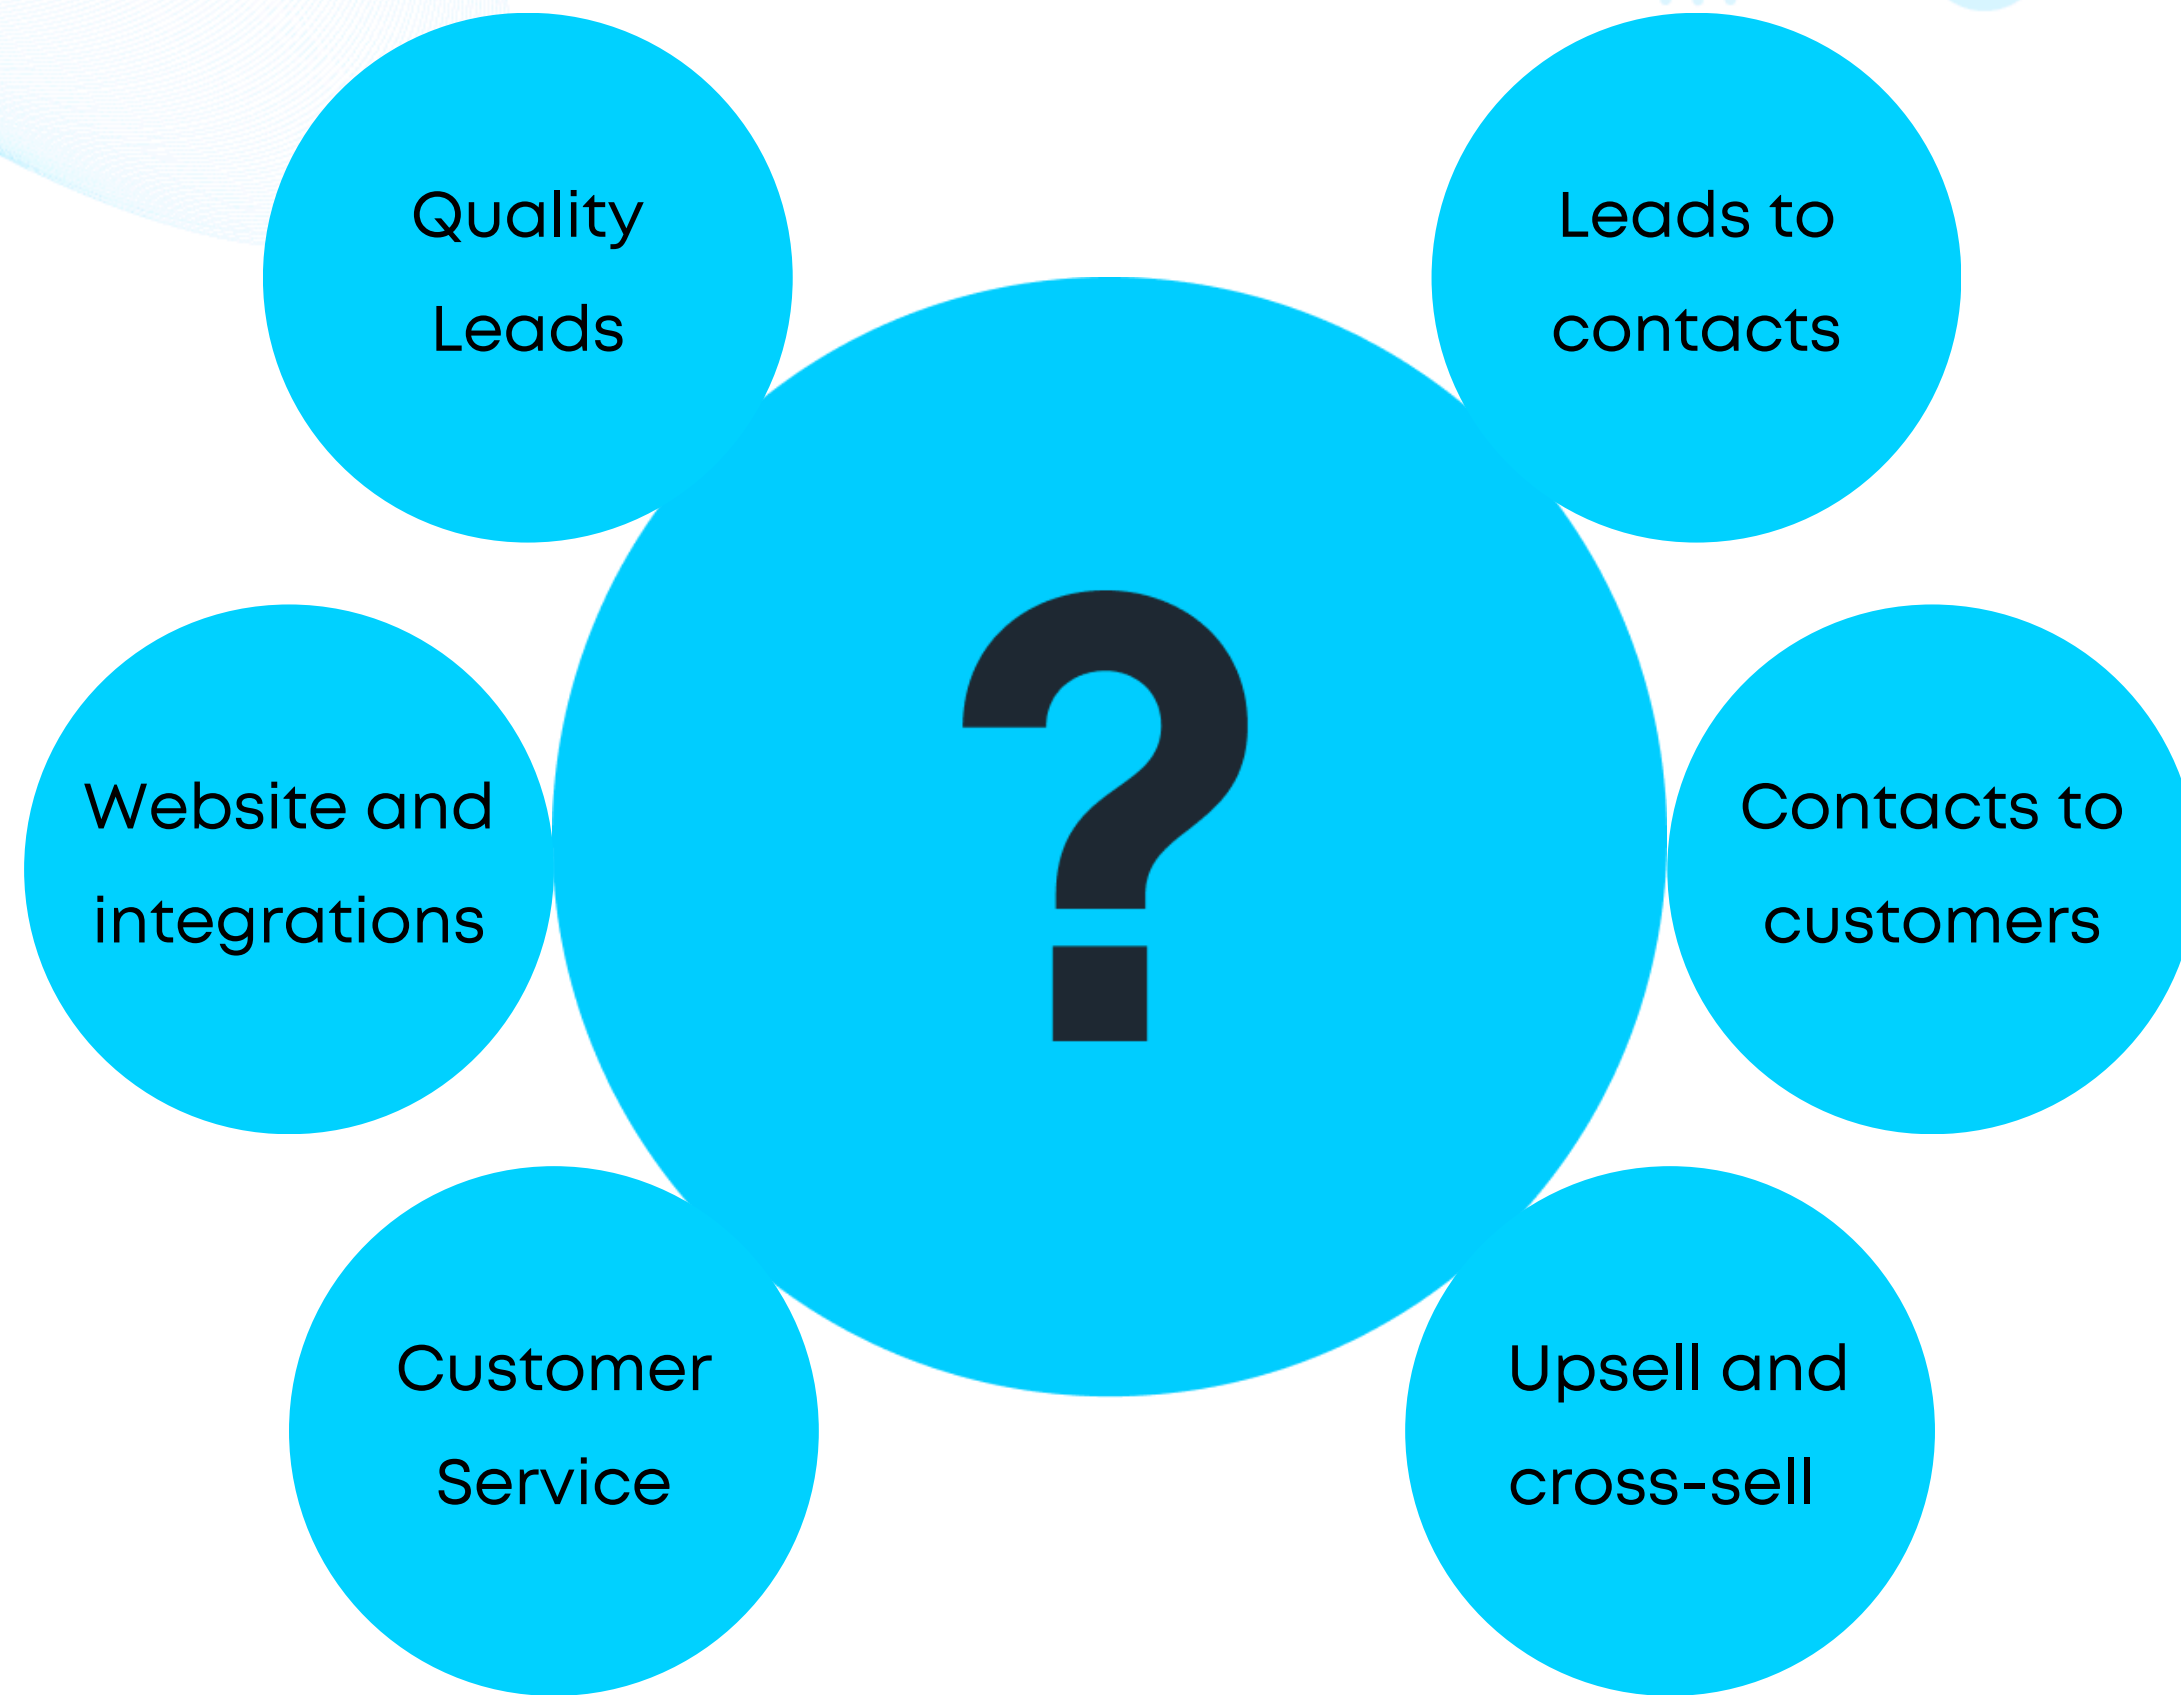 Quality
Leads
Leads to
contacts
Website and
integrations
?
Contacts to
customers
Customer
Service
Upsell and
cross-sell